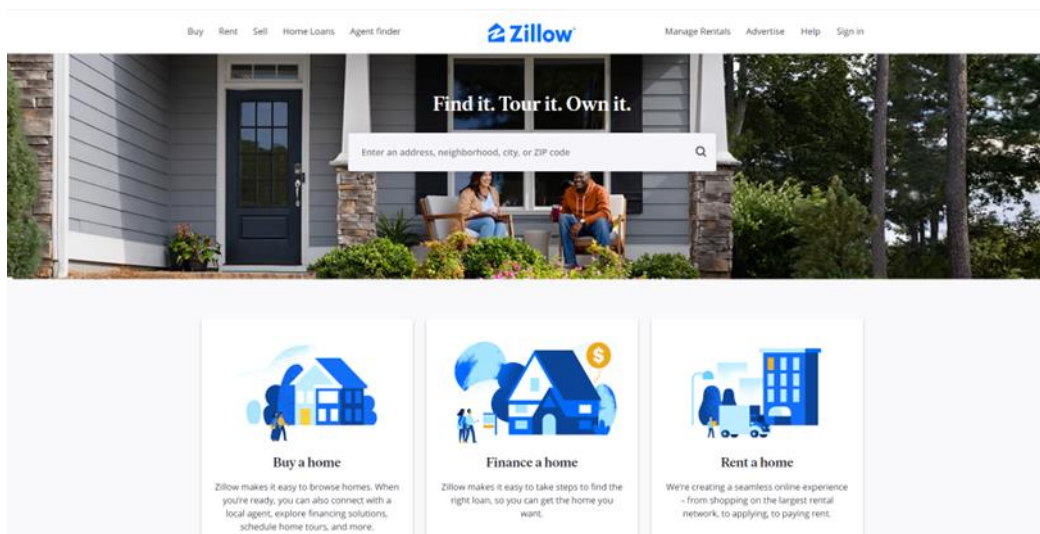 Buy Rent Sell Home Loans Agent finder Zillow Manage Rentals Advertise Help Sign in
Find it. Tour it. Own it.
Enter an address, neighborhood, city, or ZIP code
$
Buy a home
Zillow makes it easy to browse homes. When
you're ready, you can also connect with a
local agent, explore financing solutions,
schedule home tours, and more.
Finance a home
Zillow makes it easy to take steps to find the
right loan, so you can get the home you
want.
Rent a home
We're creating a seamless online experience
- from shopping on the largest rental
network, to applying, to paying rent.